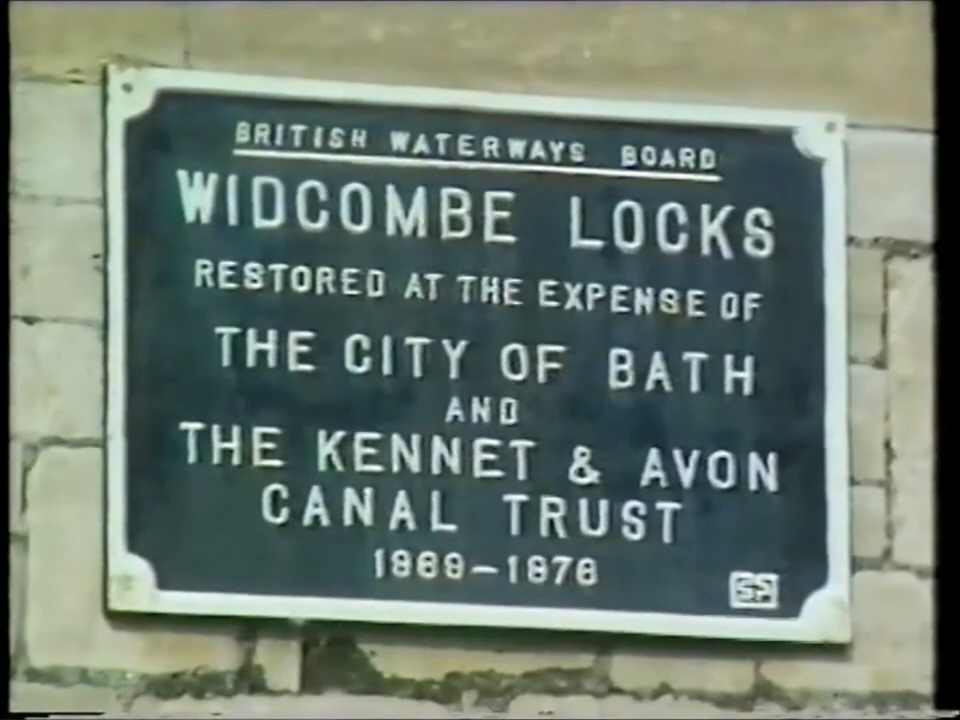 BRITISH WATERWAYS BOARD
WIDCOMBE LOCKS
RESTORED AT THE EXPENSE OF
THE CITY OF BATH
AND
THE KENNET & AVON
CANAL TRUST
1969–1976